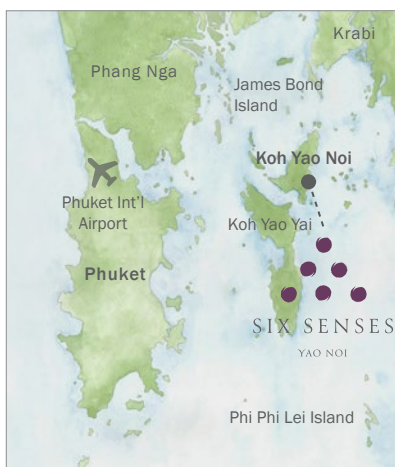 Krabi
Phang Nga
James Bond
Island
Koh Yao Noi
Phuket Int'l
Airport
Koh Yao Yai
Phuket
SIX SENSES
YAO NOI
Phi Phi Lei Island